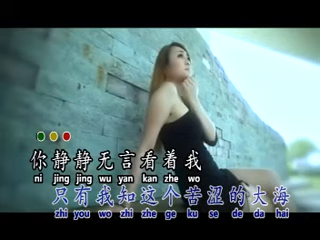 你静静无言看着我
ni jing jing wu yan kan zhe wo
只有我知这个苦涩的大海
zhi you wo zhi zhe ge ku se de da hai